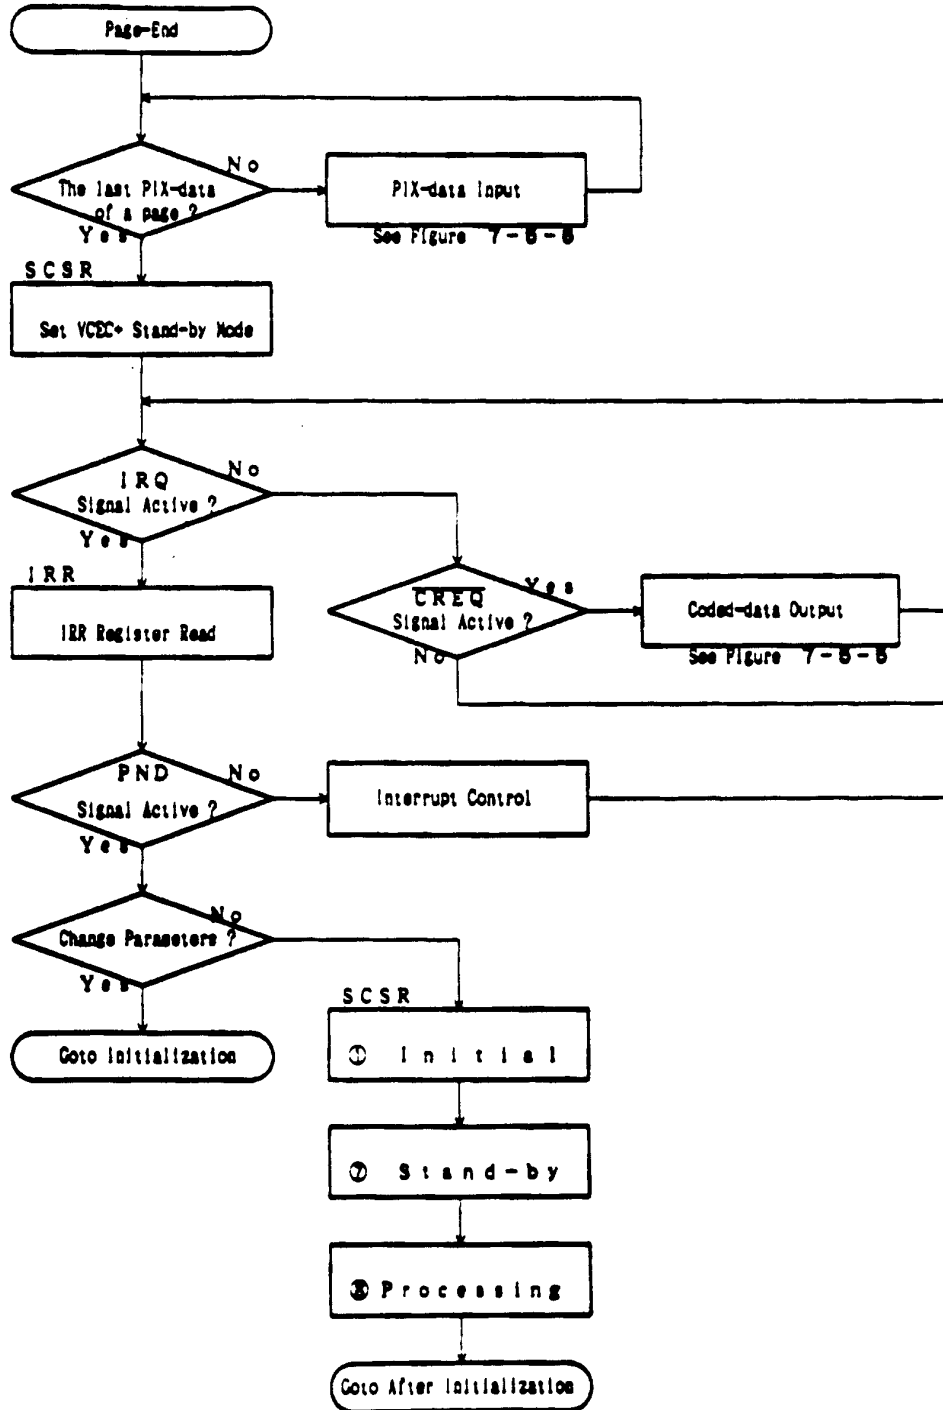 Page-End
No
The last PIX-data
of a page ?
Yes
PIX-data Input
See Figure 7-5-6
SCSR
Set VCEC+ Stand-by Mode
IRQ
Signal Active ?
No
Yes
IRR
IRR Register Read
CREQ
Signal Active ?
Yes
No
Coded-data Output
See Figure 7-5-5
PND
Signal Active ?
No
Yes
Interrupt Control
Change Parameters ?
No
Yes
Goto Initialization
SCSR
① Initial
⑦ Stand-by
⑧ Processing
Goto After Initialization